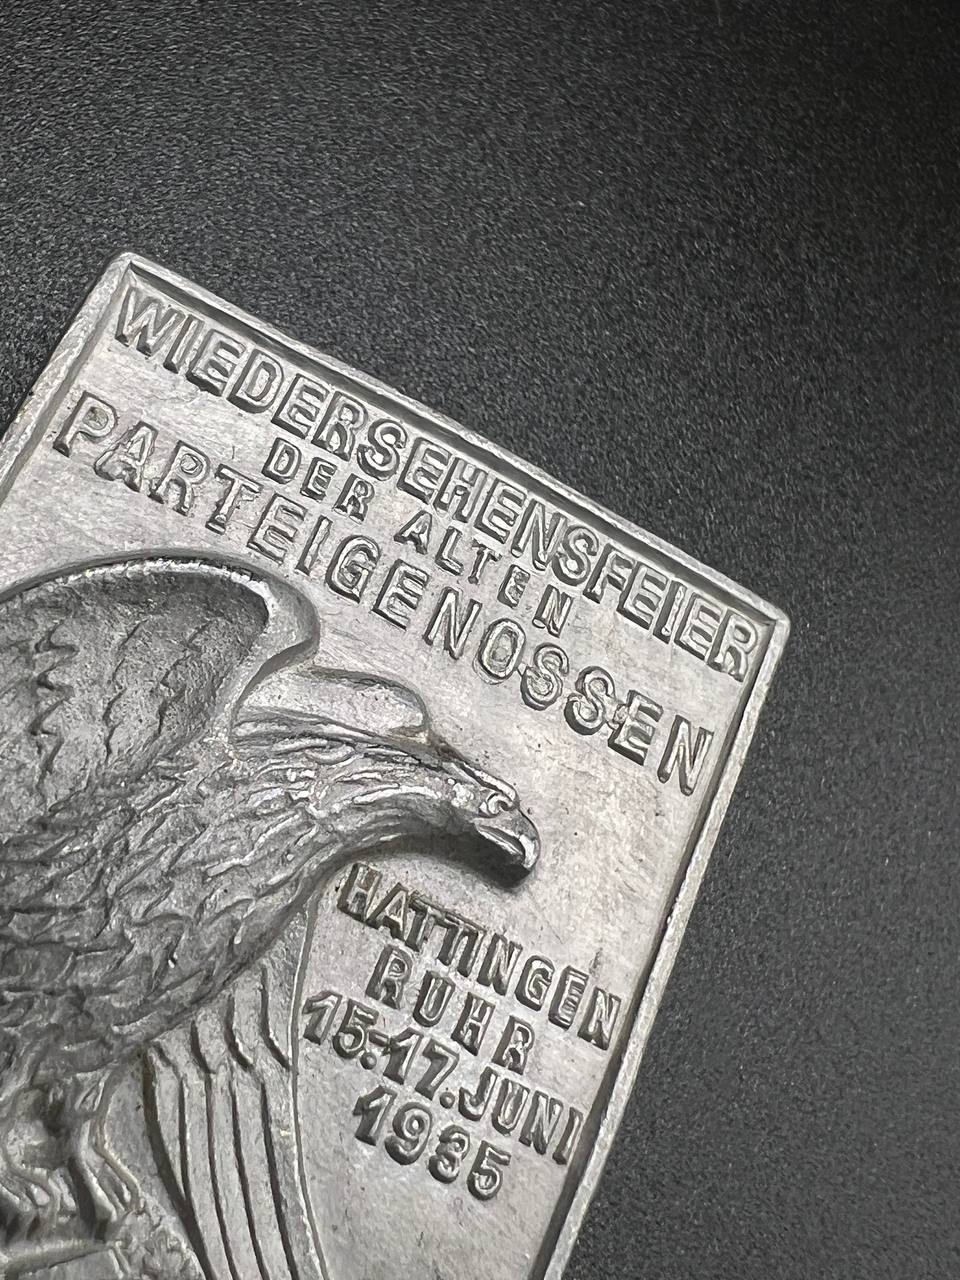 WIEDERSEHENSFEIER
DER ALTEN
PARTEIGENOSSEN
HATTINGEN
RUHR
15.-17. JUNI
1935